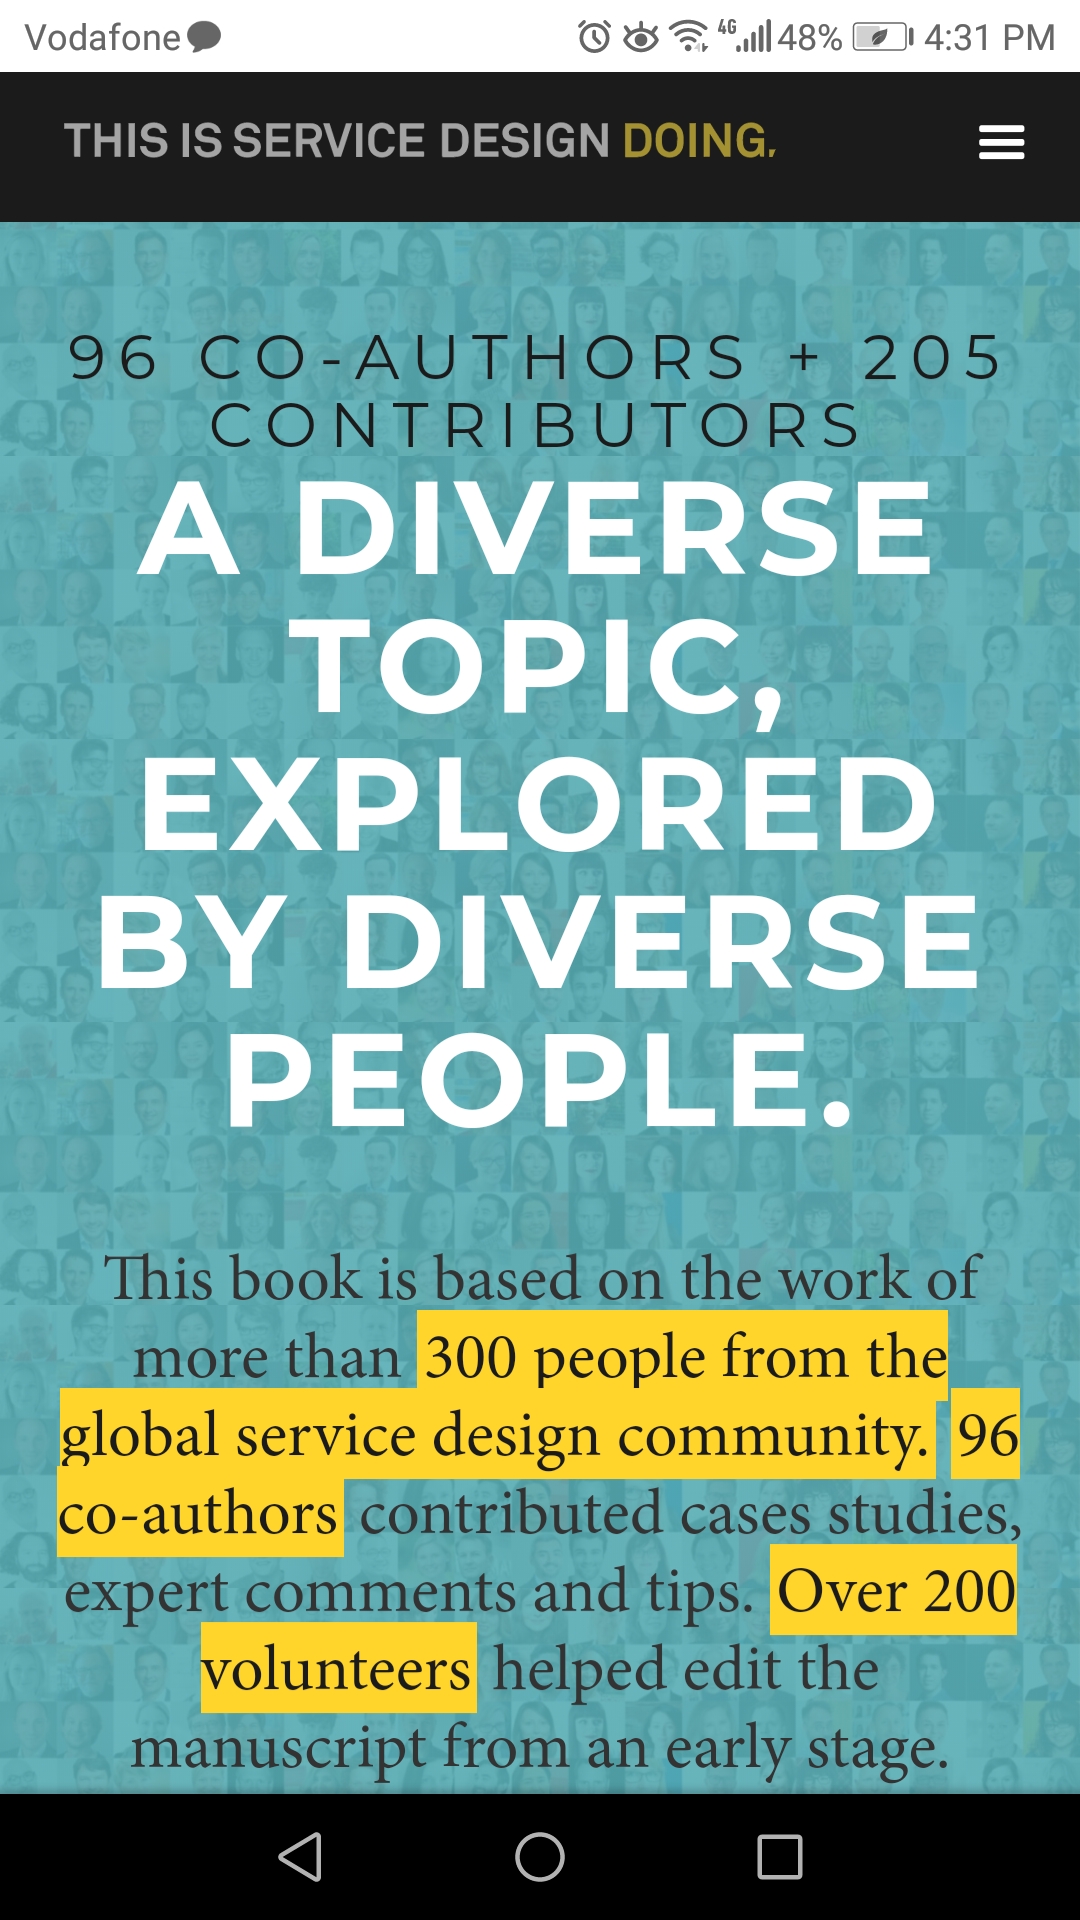 Vodafone 4G 48% 4:31 PM
THIS IS SERVICE DESIGN DOING.
96 CO-AUTHORS + 205
CONTRIBUTORS
A DIVERSE
TOPIC,
EXPLORED
BY DIVERSE
PEOPLE.
This book is based on the work of
more than 300 people from the
global service design community. 96
co-authors contributed cases studies,
expert comments and tips. Over 200
volunteers helped edit the
manuscript from an early stage.